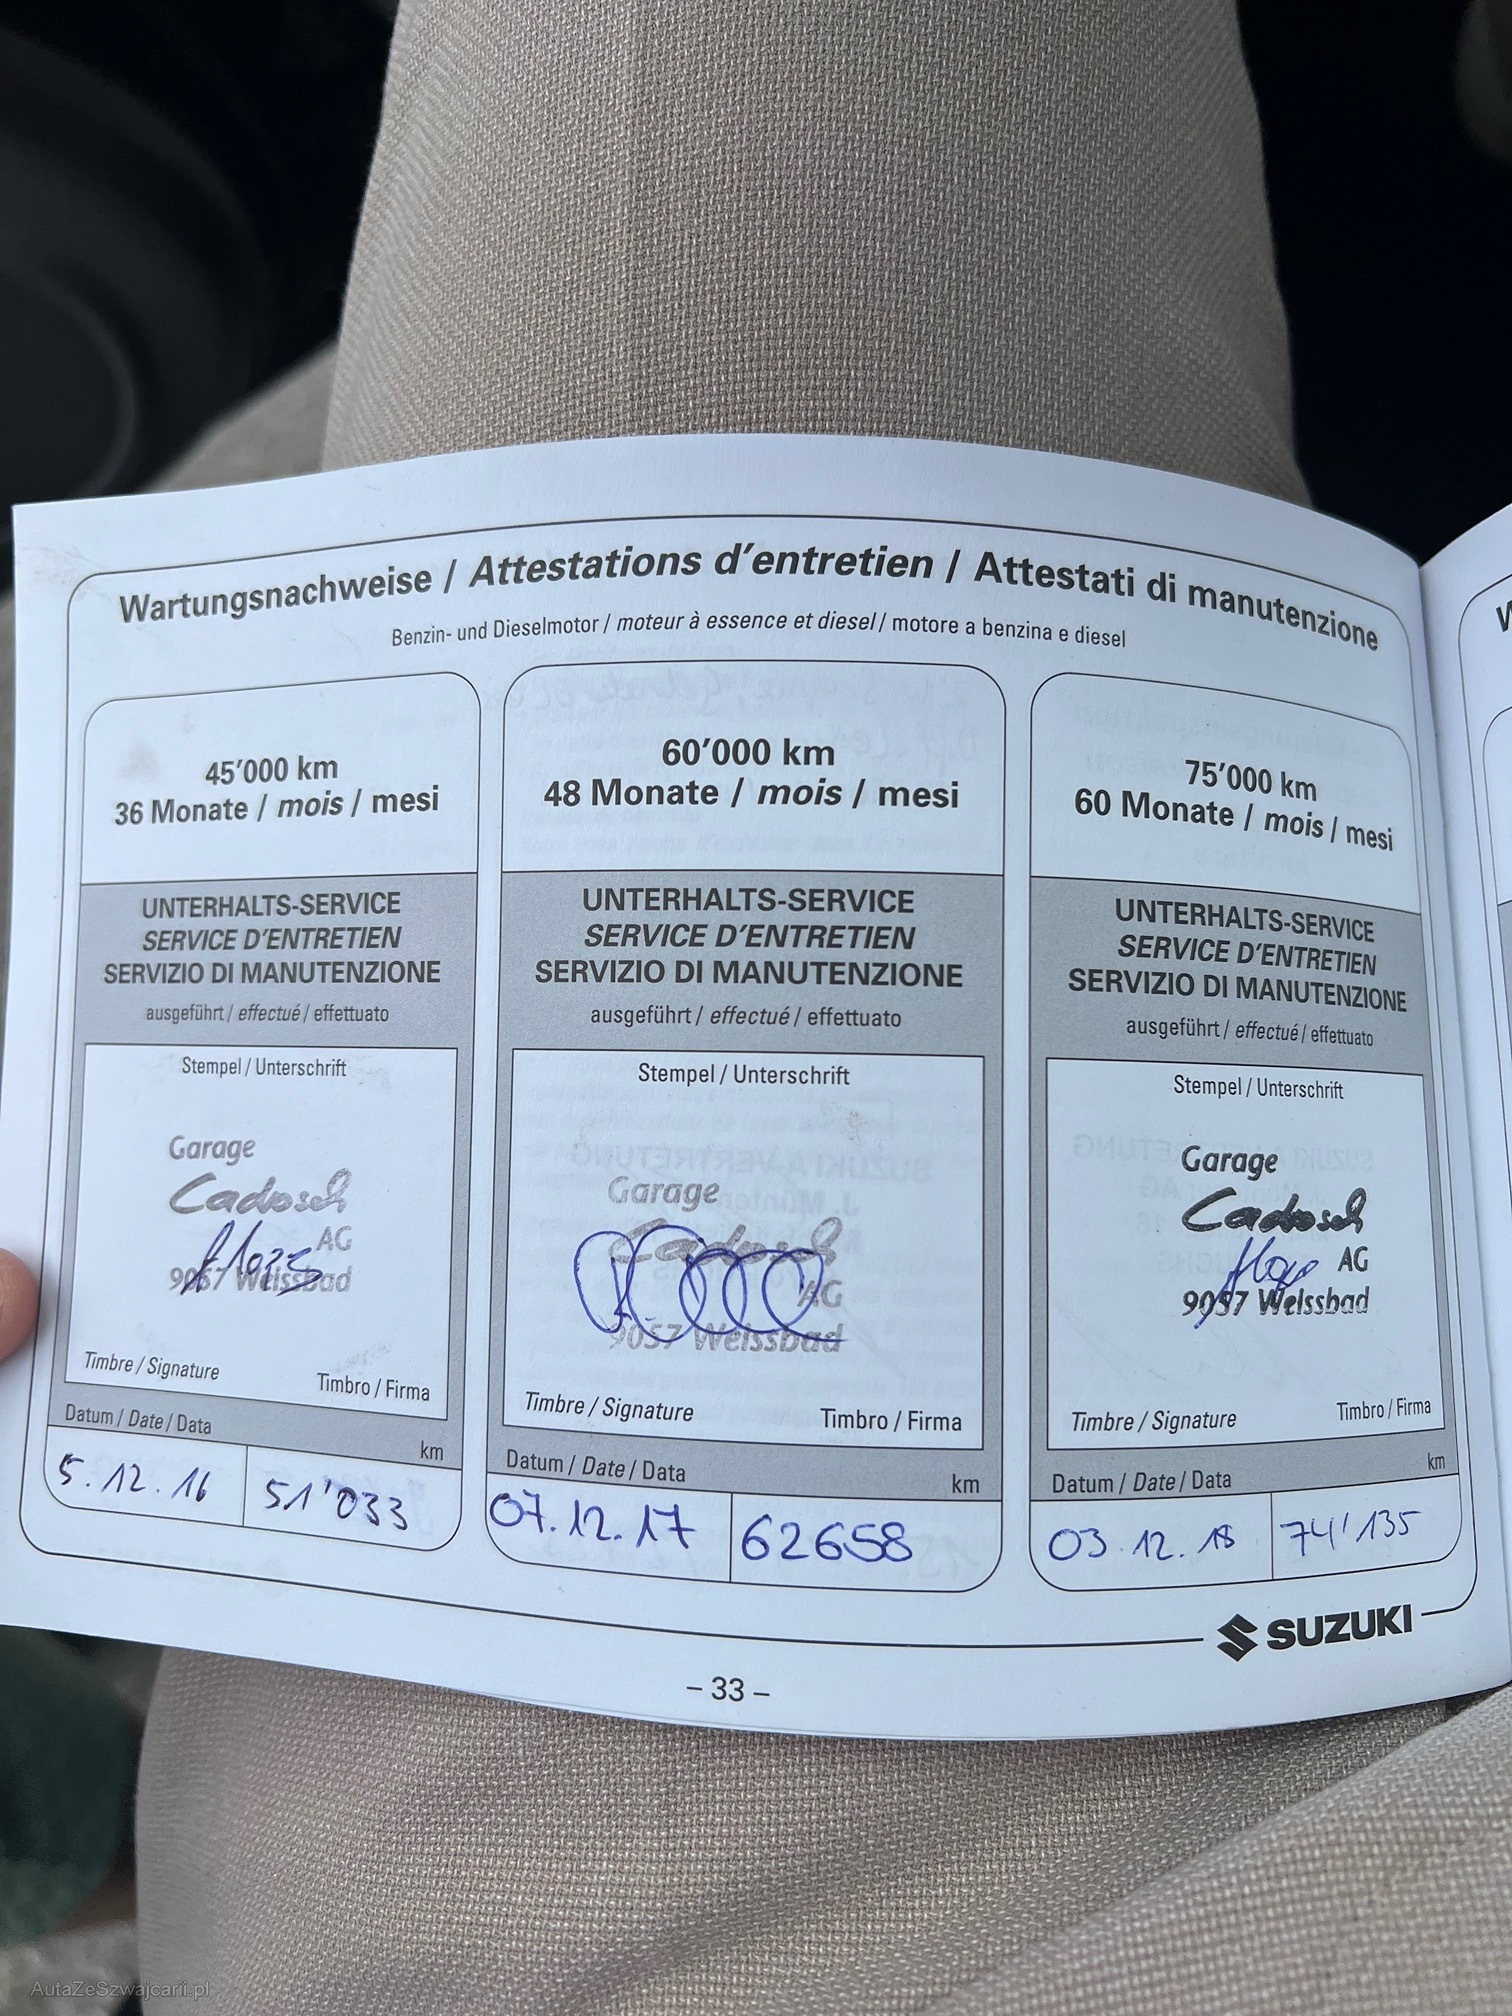 Wartungsnachweise / Attestations d'entretien / Attestati di manutenzione
Benzin- und Dieselmotor / moteur à essence et diesel / motore a benzina e diesel
45'000 km
36 Monate / mois / mesi
UNTERHALTS-SERVICE
SERVICE D'ENTRETIEN
SERVIZIO DI MANUTENZIONE
ausgeführt / effectué / effettuato
Stempel / Unterschrift
Garage
Cadosch
AG
9057 Weissbad
Timbre / Signature Timbro / Firma
Datum / Date / Data km
5.12.16 51'033
60'000 km
48 Monate / mois / mesi
UNTERHALTS-SERVICE
SERVICE D'ENTRETIEN
SERVIZIO DI MANUTENZIONE
ausgeführt / effectué / effettuato
Stempel / Unterschrift
Garage
Cadosch
AG
9057 Weissbad
Timbre / Signature Timbro / Firma
Datum / Date / Data km
07.12.17 62658
75'000 km
60 Monate / mois / mesi
UNTERHALTS-SERVICE
SERVICE D'ENTRETIEN
SERVIZIO DI MANUTENZIONE
ausgeführt / effectué / effettuato
Stempel / Unterschrift
Garage
Cadosch
AG
9057 Weissbad
Timbre / Signature Timbro / Firma
Datum / Date / Data km
03.12.18 74'135
SUZUKI
– 33 –
AutaZeSzwajcarii.pl